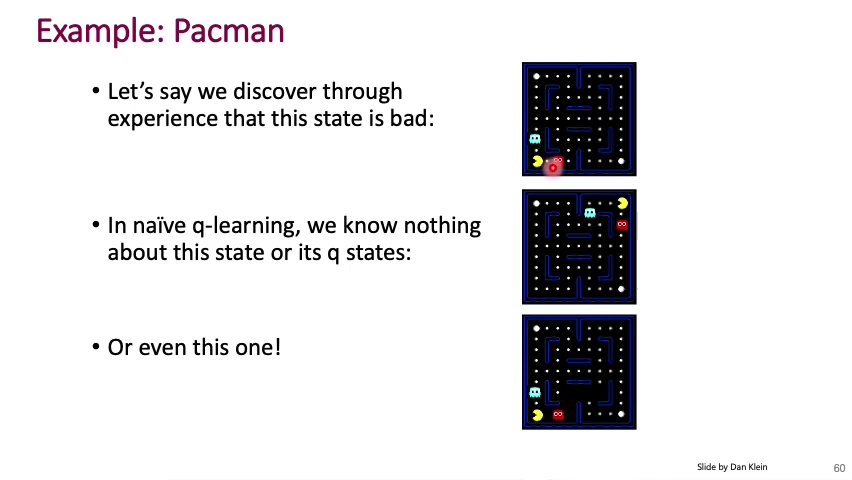 Example: Pacman
• Let’s say we discover through
experience that this state is bad:
• In naïve q-learning, we know nothing
about this state or its q states:
• Or even this one!
Slide by Dan Klein
60